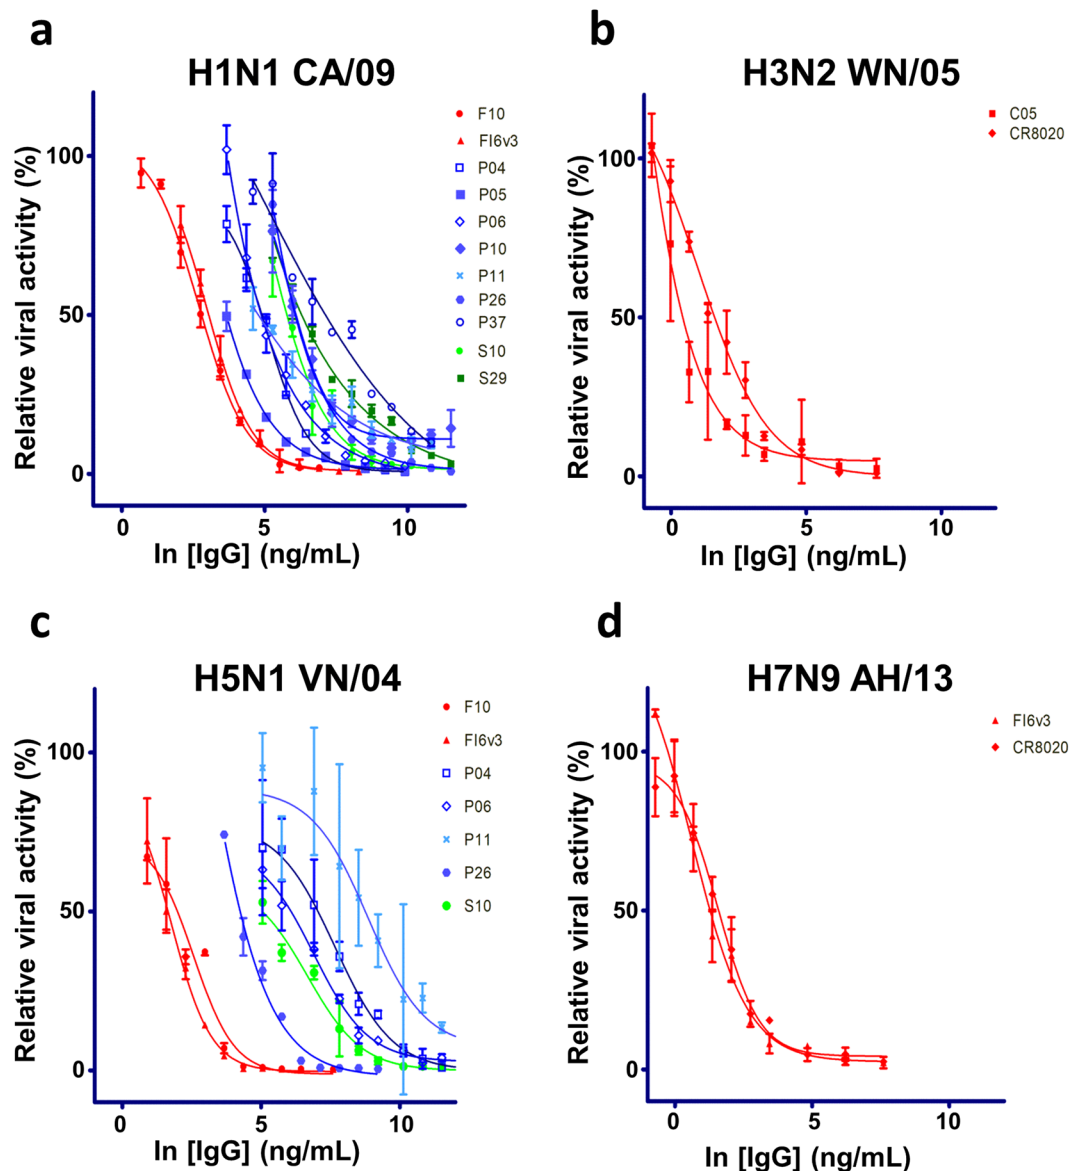 a
H1N1 CA/09
Relative viral activity (%)
100
50
0
0 5 10
ln [IgG] (ng/mL)
F10
FI6v3
P04
P05
P06
P10
P11
P26
P37
S10
S29
b
H3N2 WN/05
Relative viral activity (%)
100
50
0
0 5 10
ln [IgG] (ng/mL)
C05
CR8020
c
H5N1 VN/04
Relative viral activity (%)
100
50
0
0 5 10
ln [IgG] (ng/mL)
F10
FI6v3
P04
P06
P11
P26
S10
d
H7N9 AH/13
Relative viral activity (%)
100
50
0
0 5 10
ln [IgG] (ng/mL)
FI6v3
CR8020